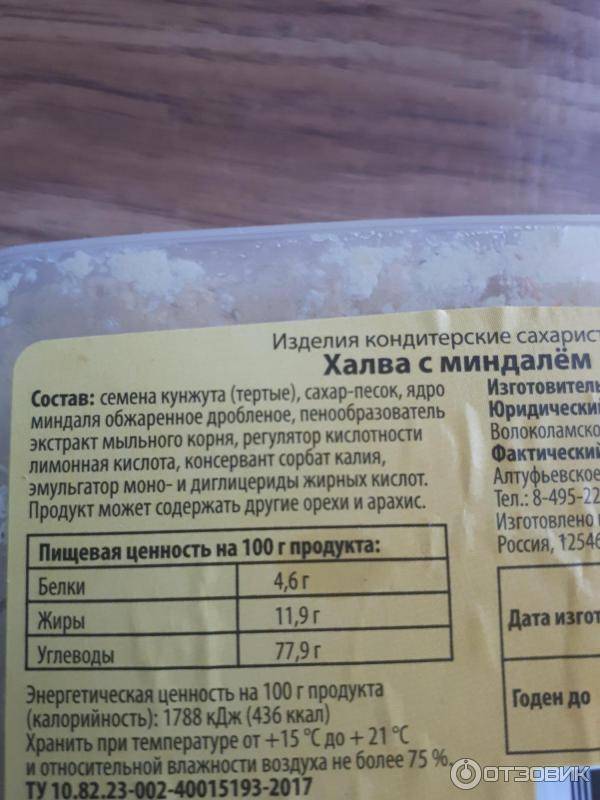 Изделия кондитерские сахарист
Халва с миндалём
Состав: семена кунжута (тертые), сахар-песок, ядро
миндаля обжаренное дробленое, пенообразователь
экстракт мыльного корня, регулятор кислотности
лимонная кислота, консервант сорбат калия,
эмульгатор моно- и диглицериды жирных кислот.
Продукт может содержать другие орехи и арахис.
Пищевая ценность на 100 г продукта:
Белки 4,6 г
Жиры 11,9 г
Углеводы 77,9 г
Энергетическая ценность на 100 г продукта
(калорийность): 1788 кДж (436 ккал)
Хранить при температуре от +15 °С до + 21 °С
и относительной влажности воздуха не более 75 %.
ТУ 10.82.23-002-40015193-2017
Изготовитель
Юридический
Волоколамско
Фактический
Алтуфьевское
Тел.: 8-495-22
Изготовлено
Россия, 12546
Дата изгот
Годен до
ОТЗОВИК